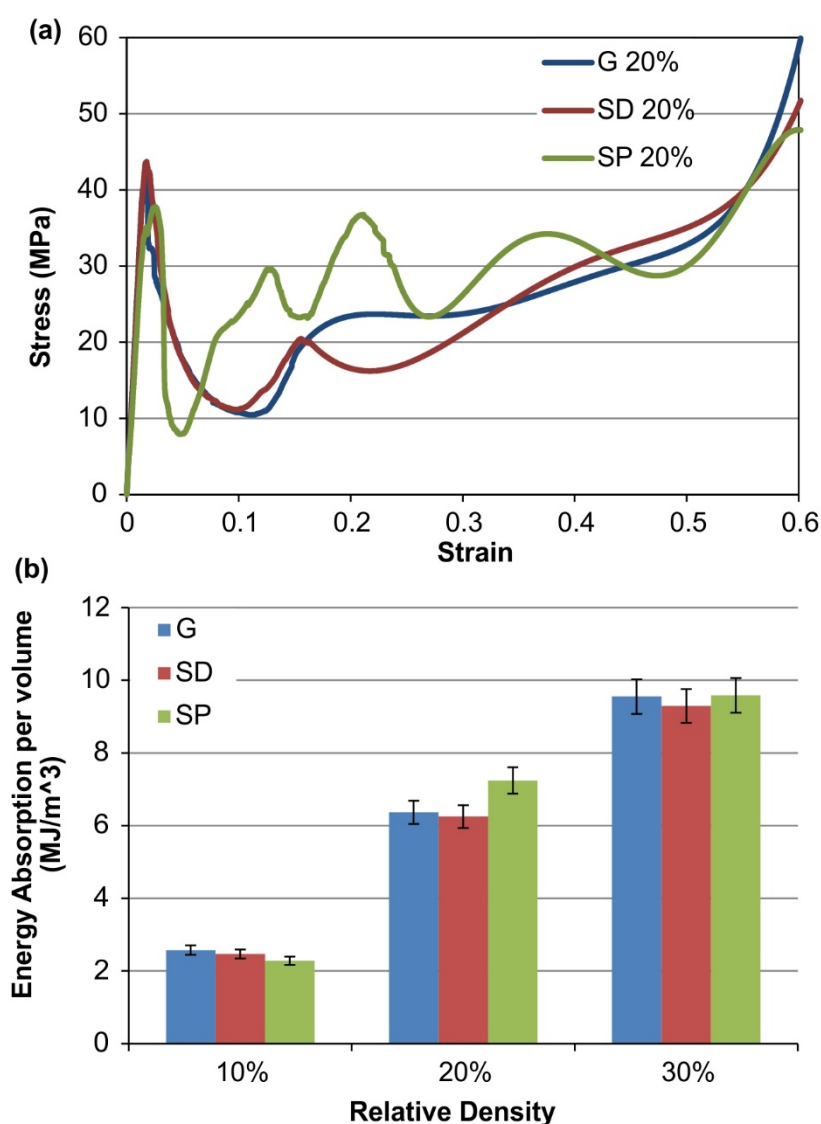 (a)
60
50
40
30
20
10
0
Stress (MPa)
G 20%
SD 20%
SP 20%
0 0.1 0.2 0.3 0.4 0.5 0.6
Strain
(b)
12
10
8
6
4
2
0
Energy Absorption per volume
(MJ/m^3)
G
SD
SP
10% 20% 30%
Relative Density